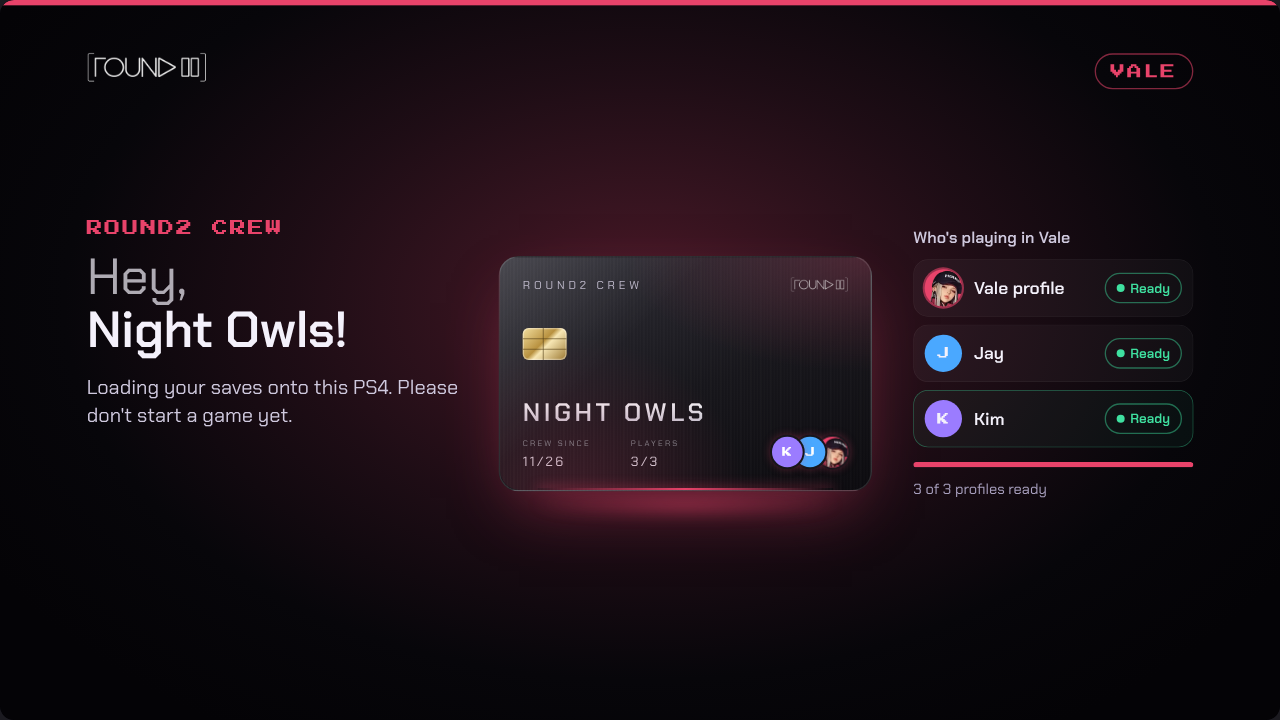 ROUND2
VALE
ROUND2 CREW
Hey,
Night Owls!
Loading your saves onto this PS4. Please
don't start a game yet.
ROUND2 CREW
NIGHT OWLS
CREW SINCE
11/26
PLAYERS
3/3
K
J
Who's playing in Vale
Vale profile
Ready
J
Jay
Ready
K
Kim
Ready
3 of 3 profiles ready